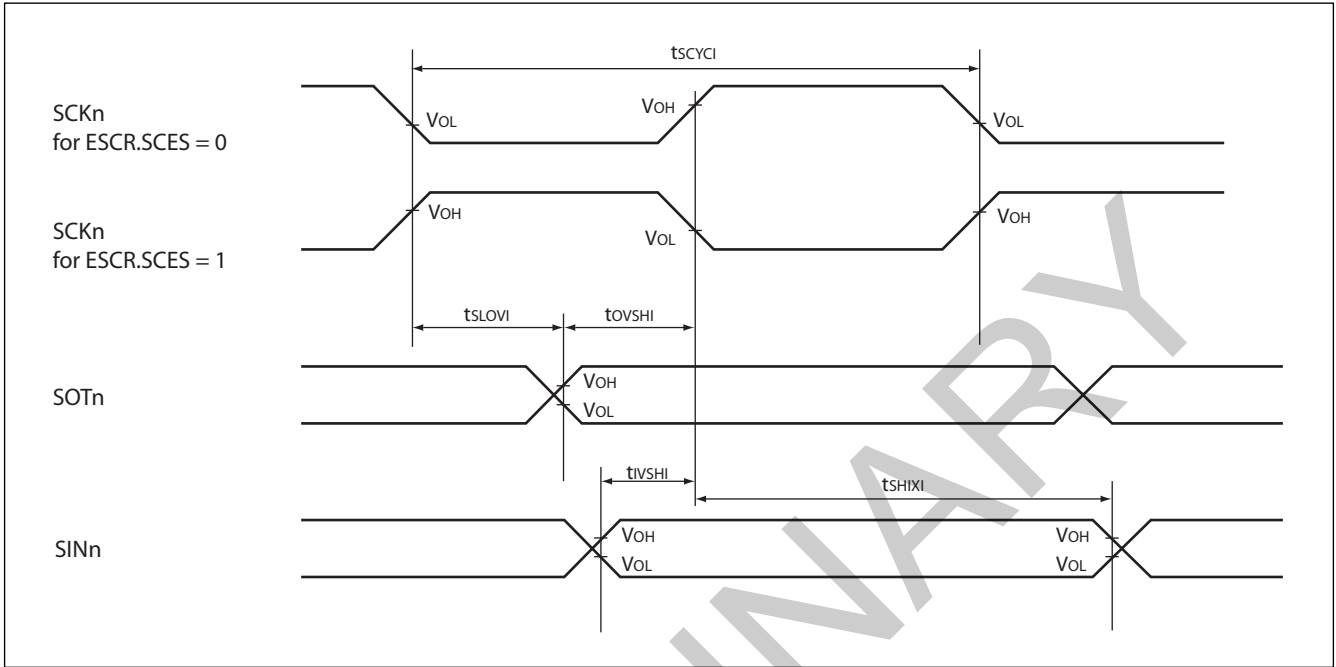 tSCYCI
SCKn
for ESCR.SCES = 0
VOL
VOH
VOL
SCKn
for ESCR.SCES = 1
VOH
VOL
VOH
tSLOVI
tOVSHI
SOTn
VOH
VOL
tIVSHI
tSHIXI
SINn
VOH
VOL
VOH
VOL
INARY